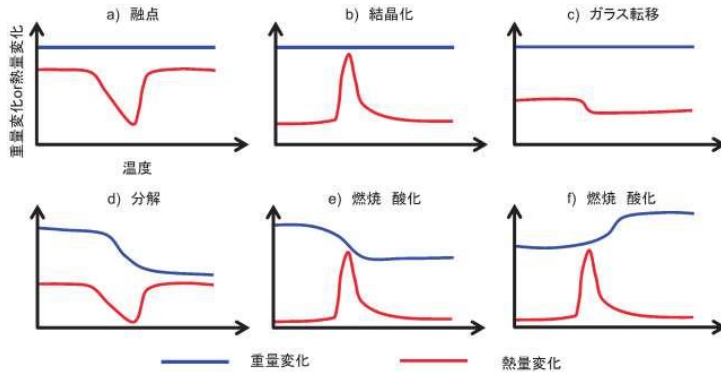 a) 融点
b) 結晶化
c) ガラス転移
重量変化or熱量変化
温度
d) 分解
e) 燃焼 酸化
f) 燃焼 酸化
重量変化
熱量変化